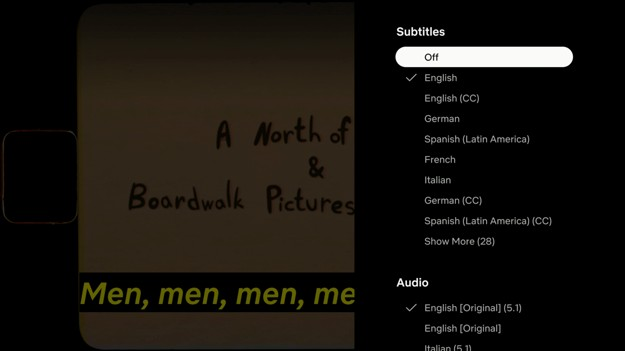 A North of
&
Boardwalk Pictures
Men, men, men, me
Subtitles
Off
English
English (CC)
German
Spanish (Latin America)
French
Italian
German (CC)
Spanish (Latin America) (CC)
Show More (28)
Audio
English [Original] (5.1)
English [Original]
Italian (5.1)